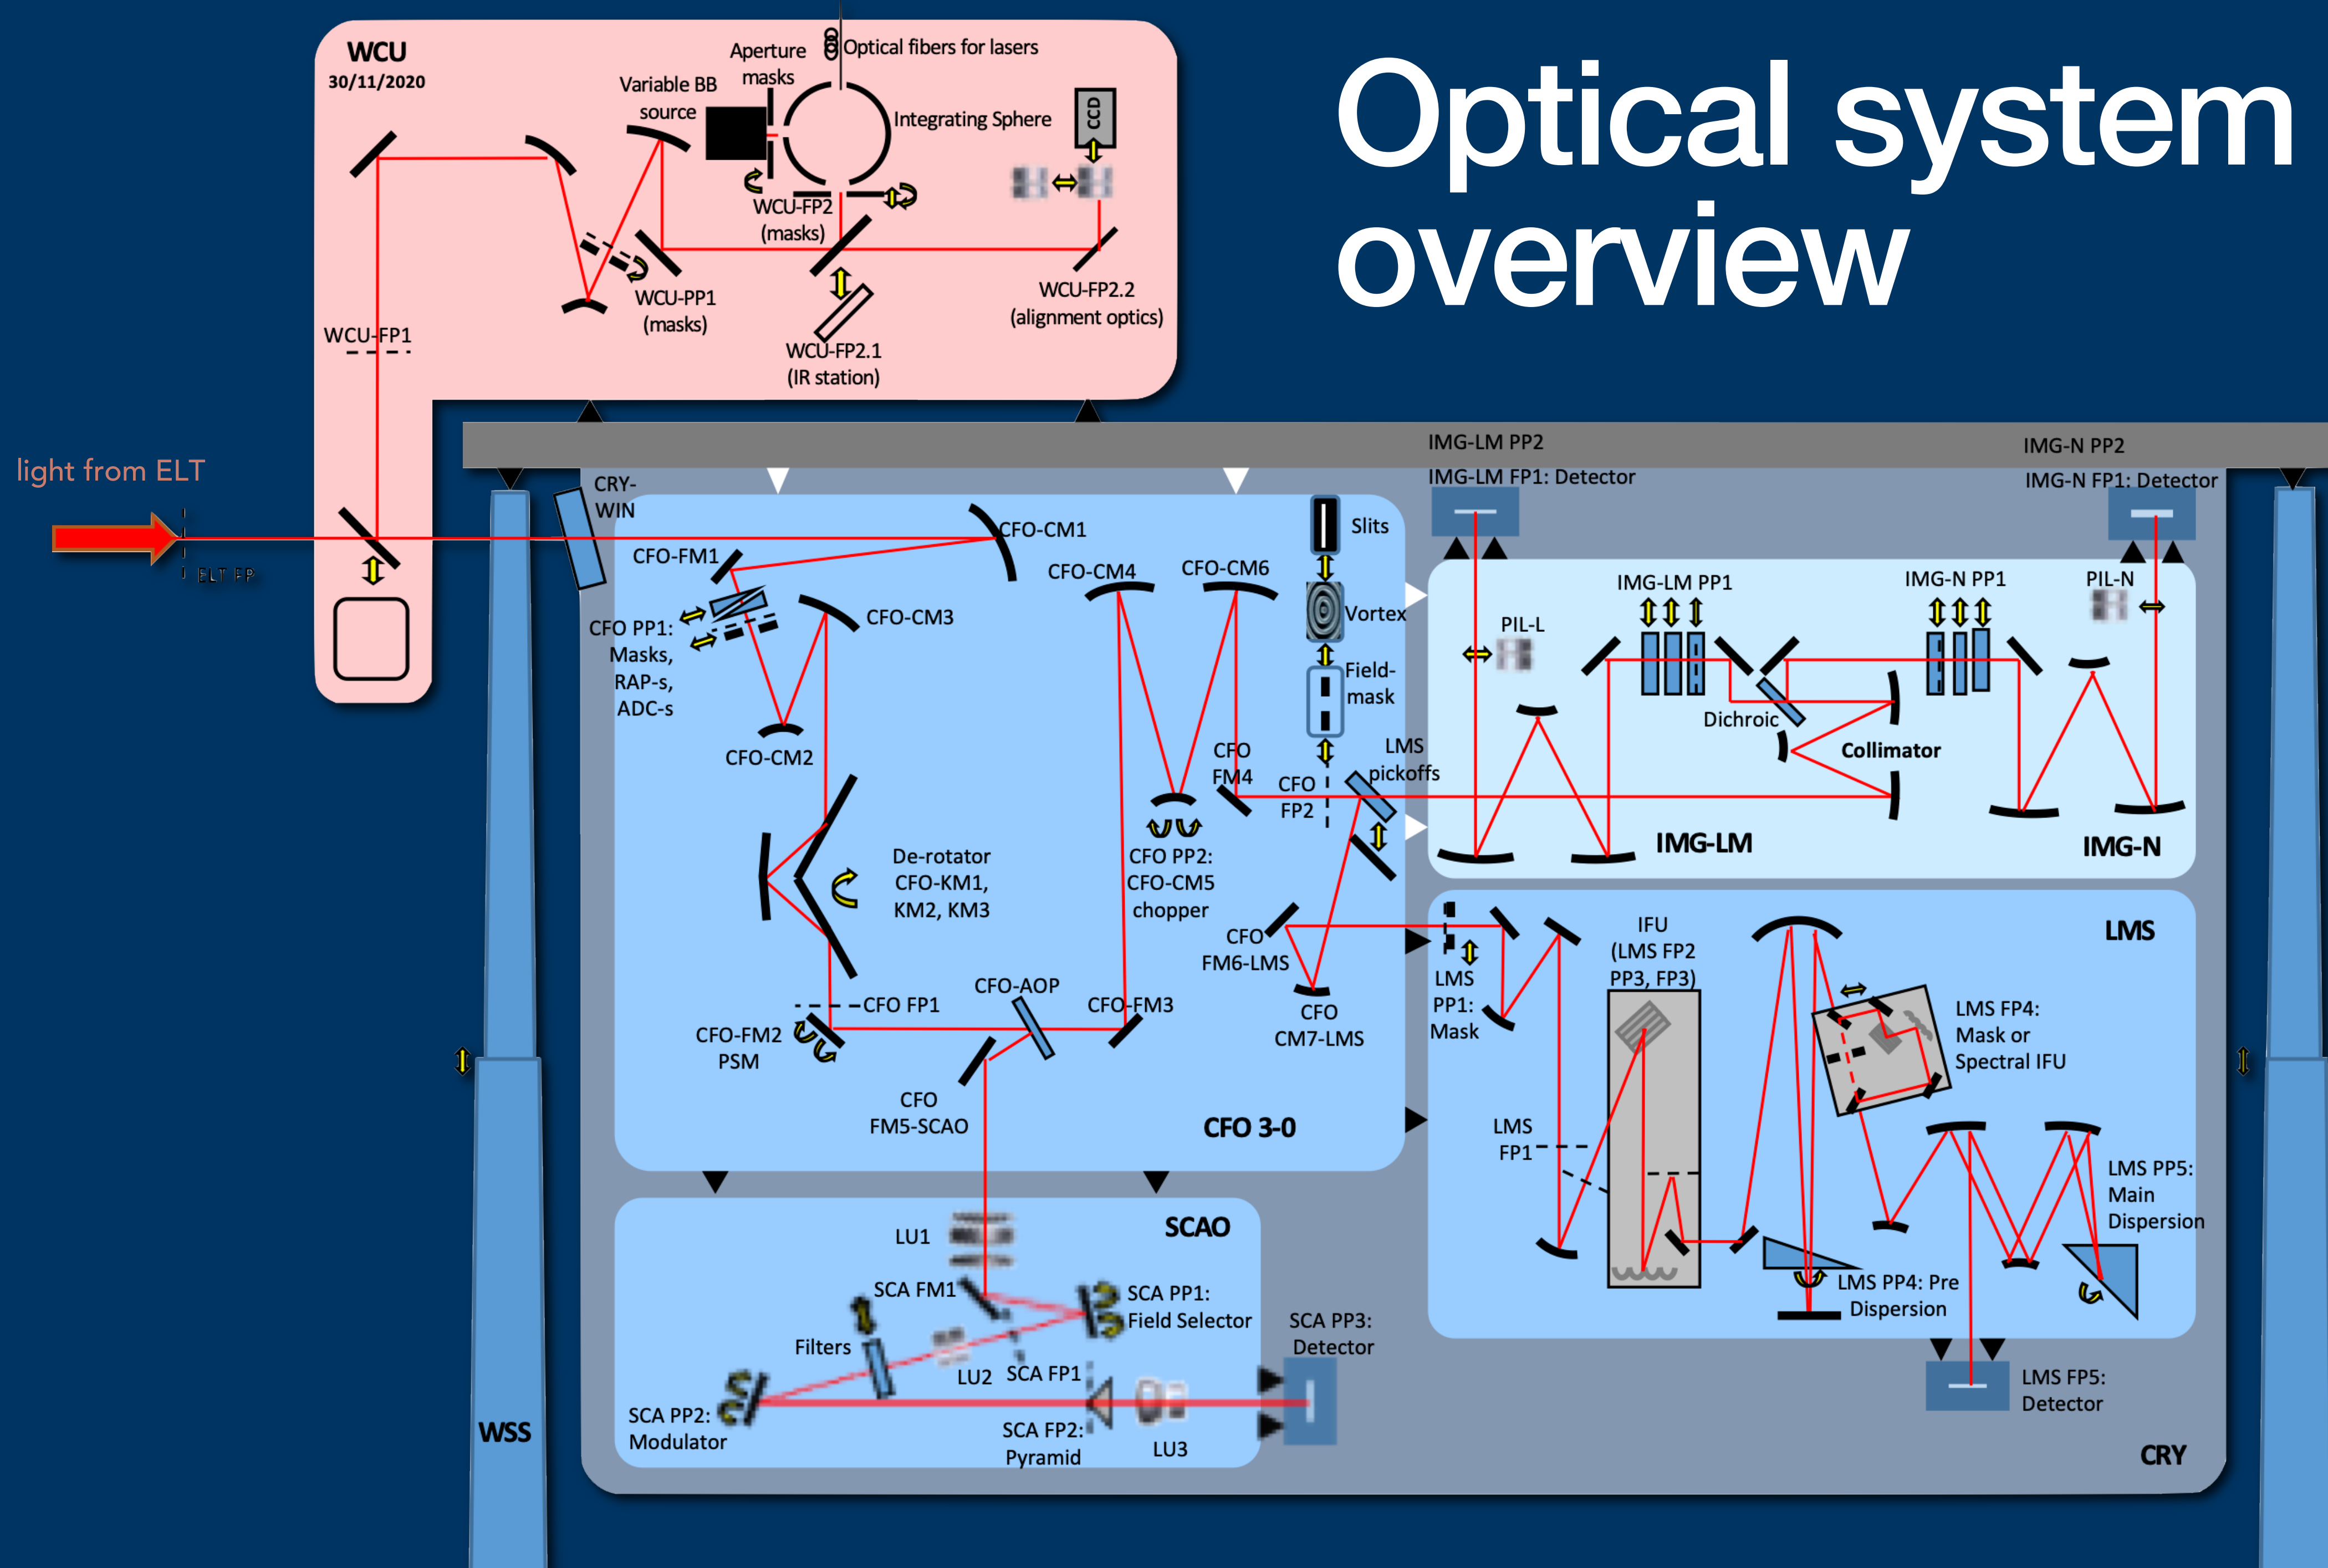 Optical system
overview
WCU
30/11/2020
Aperture
masks
Optical fibers for lasers
Variable BB
source
Integrating Sphere
CCD
WCU-FP2
(masks)
WCU-PP1
(masks)
WCU-FP2.2
(alignment optics)
WCU-FP1
WCU-FP2.1
(IR station)
light from ELT
ELT FP
CRY-
WIN
CFO-CM1
CFO-FM1
CFO-CM3
CFO PP1:
Masks,
RAP-s,
ADC-s
CFO-CM2
CFO-CM4
CFO-CM6
Slits
Vortex
Field-
mask
LMS
pickoffs
CFO
FM4
CFO
FP2
De-rotator
CFO-KM1,
KM2, KM3
CFO PP2:
CFO-CM5
chopper
CFO
FM6-LMS
CFO
CM7-LMS
CFO FP1
CFO-AOP
CFO-FM3
CFO-FM2
PSM
CFO
FM5-SCAO
CFO 3-0
IMG-LM PP2
IMG-LM FP1: Detector
IMG-N PP2
IMG-N FP1: Detector
IMG-LM PP1
IMG-N PP1
PIL-N
PIL-L
Dichroic
Collimator
IMG-LM
IMG-N
LMS
IFU
(LMS FP2
PP3, FP3)
LMS
PP1:
Mask
LMS FP4:
Mask or
Spectral IFU
LMS
FP1
LMS PP5:
Main
Dispersion
LMS PP4: Pre
Dispersion
LMS FP5:
Detector
SCAO
LU1
SCA FM1
SCA PP1:
Field Selector
Filters
LU2
SCA FP1
SCA PP3:
Detector
SCA PP2:
Modulator
SCA FP2:
Pyramid
LU3
WSS
CRY